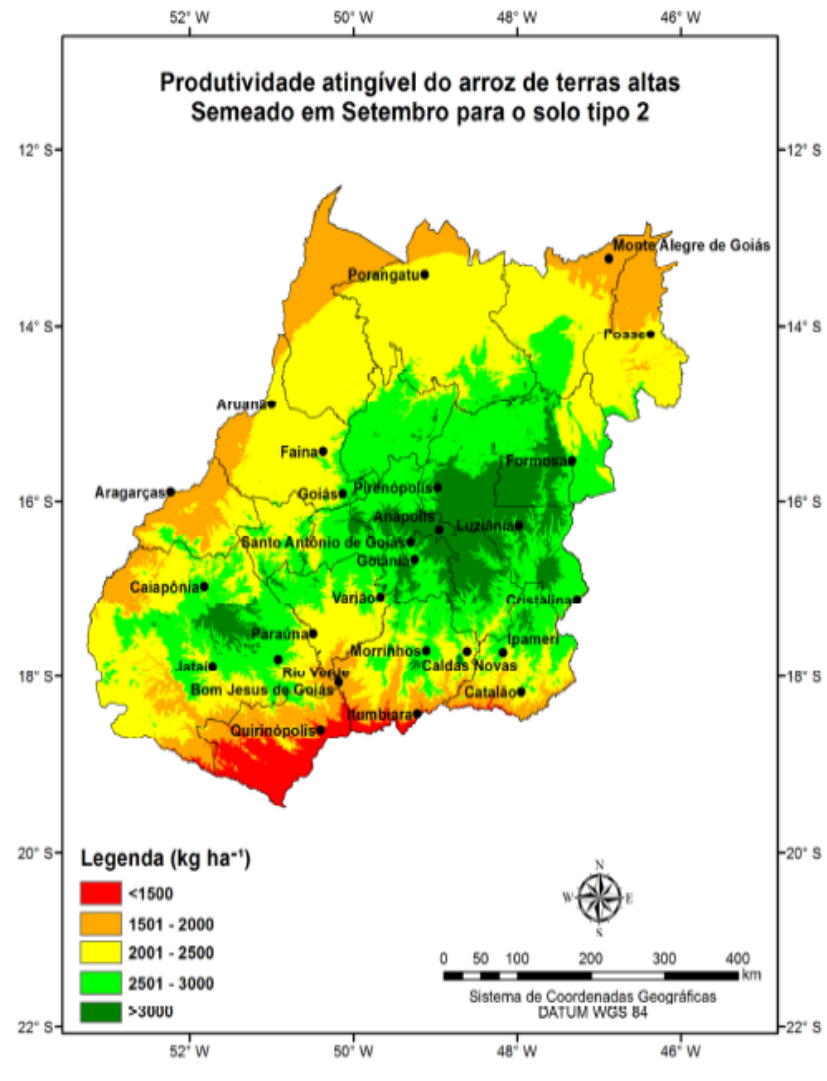 52° W 50° W 48° W 46° W
Produtividade atingível do arroz de terras altas
Semeado em Setembro para o solo tipo 2
12° S 12° S
Monte Alegre de Goiás
Porangatu
14° S 14° S
Posse
Aruanã
Faina
Formosa
Aragarças
Goiás
Pirenópolis
16° S 16° S
Anápolis
Luziânia
Santo Antônio de Goiás
Goiânia
Caiapônia
Varjão
Cristalina
Paraúna
Ipameri
Morrinhos
Caldas Novas
Jataí
Rio Verde
18° S 18° S
Bom Jesus de Goiás
Catalão
Itumbiara
Quirinópolis
20° S 20° S
Legenda (kg ha⁻¹)
<1500
1501 - 2000
2001 - 2500
2501 - 3000
>3000
N
W E
S
0 50 100 200 300 400
km
Sistema de Coordenadas Geográficas
DATUM WGS 84
22° S 22° S
52° W 50° W 48° W 46° W